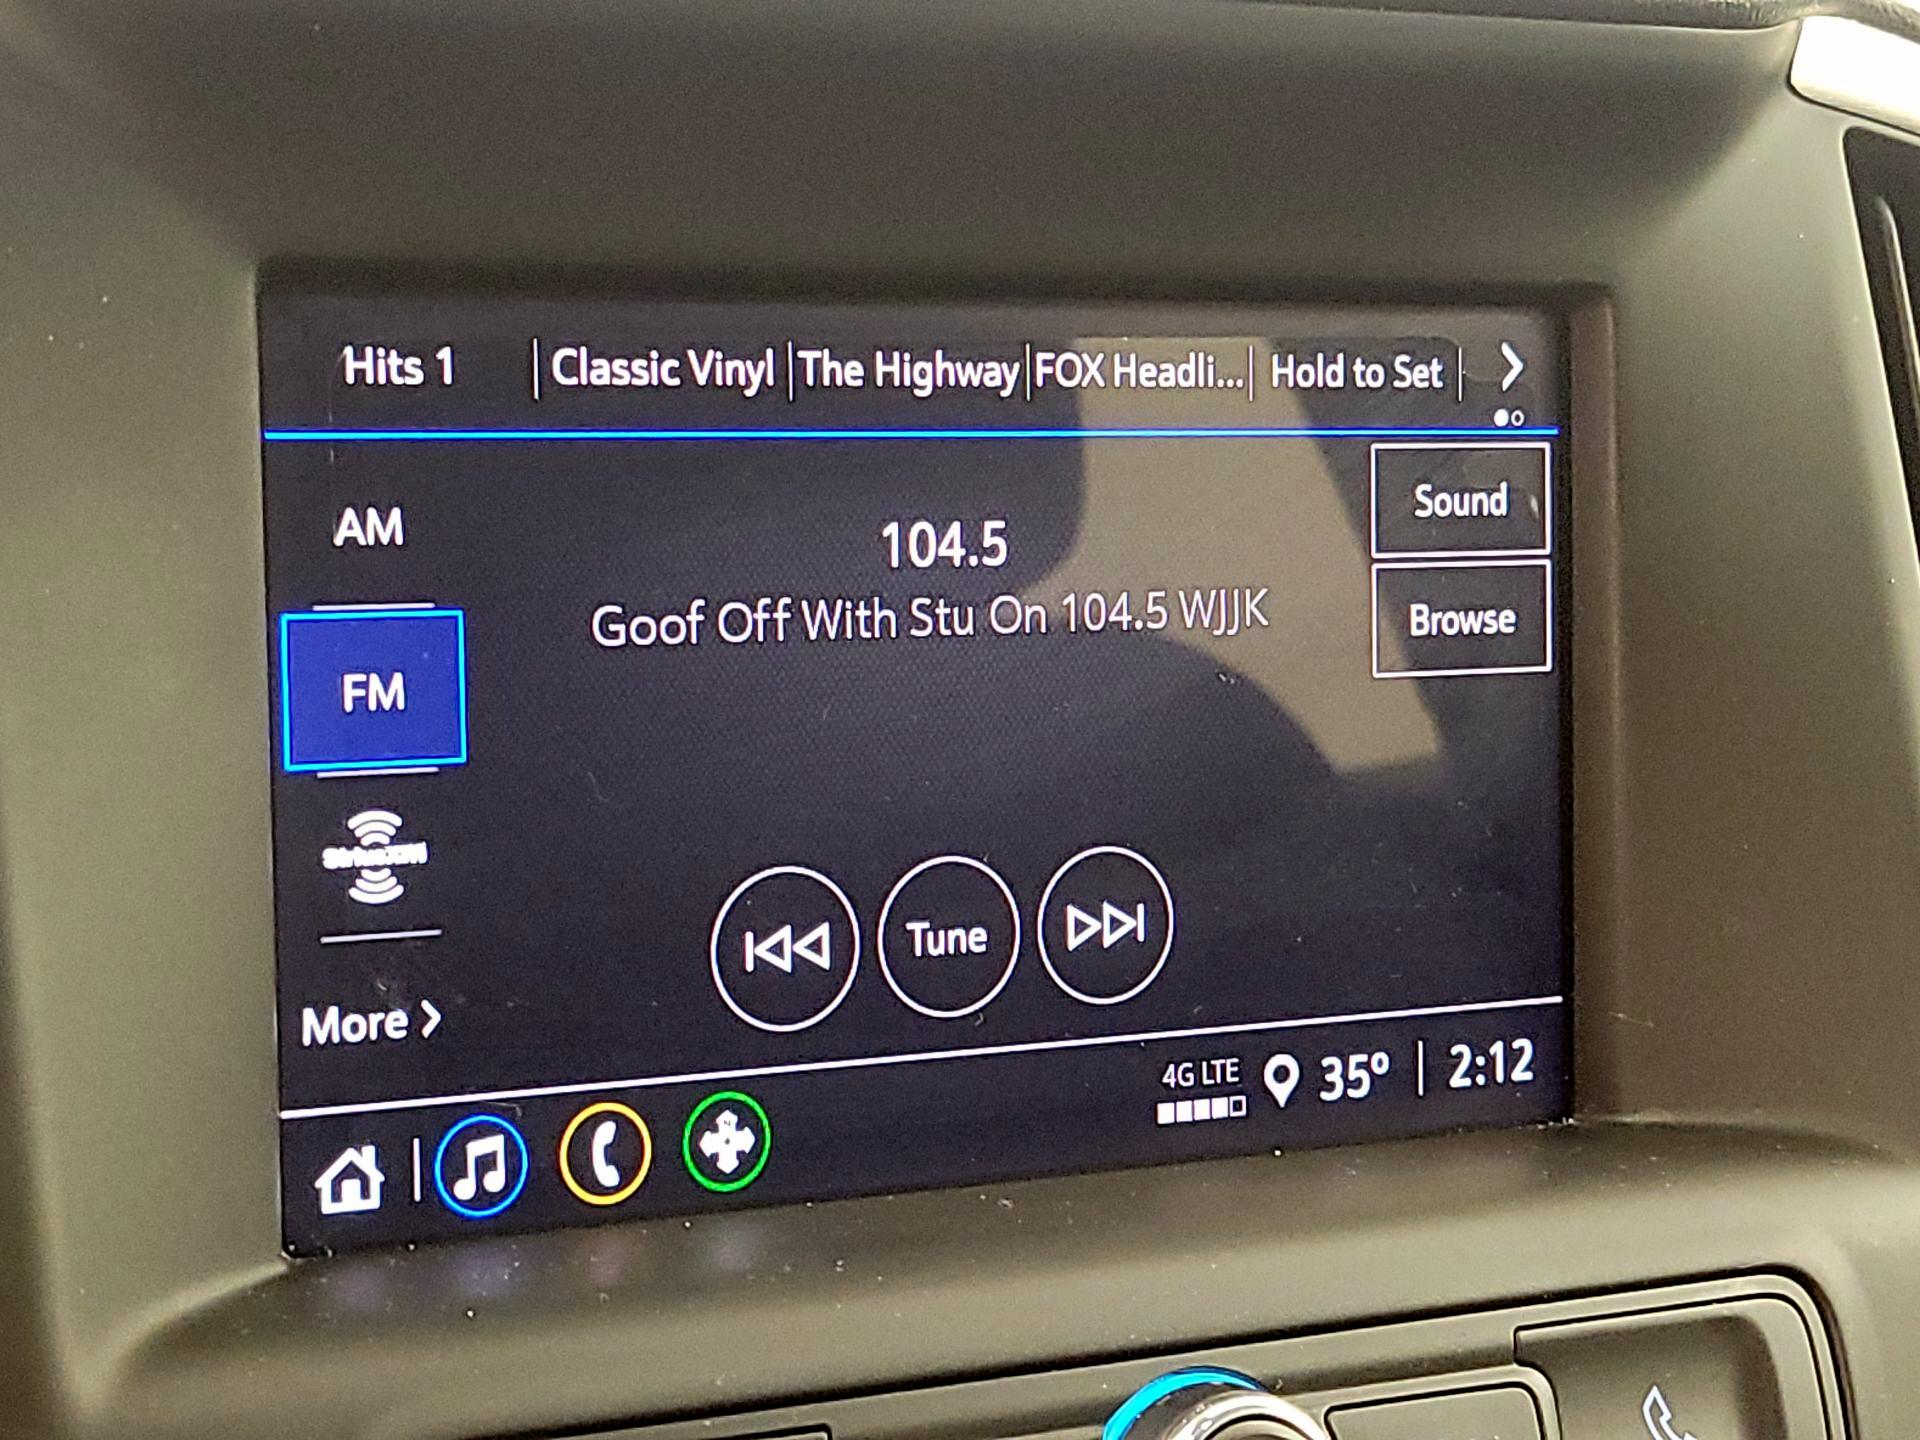 Hits 1 Classic Vinyl The Highway FOX Headli... Hold to Set
Sound
AM
104.5
Goof Off With Stu On 104.5 WJJK
Browse
FM
SiriusXM
Tune
More
4G LTE 35° 2:12